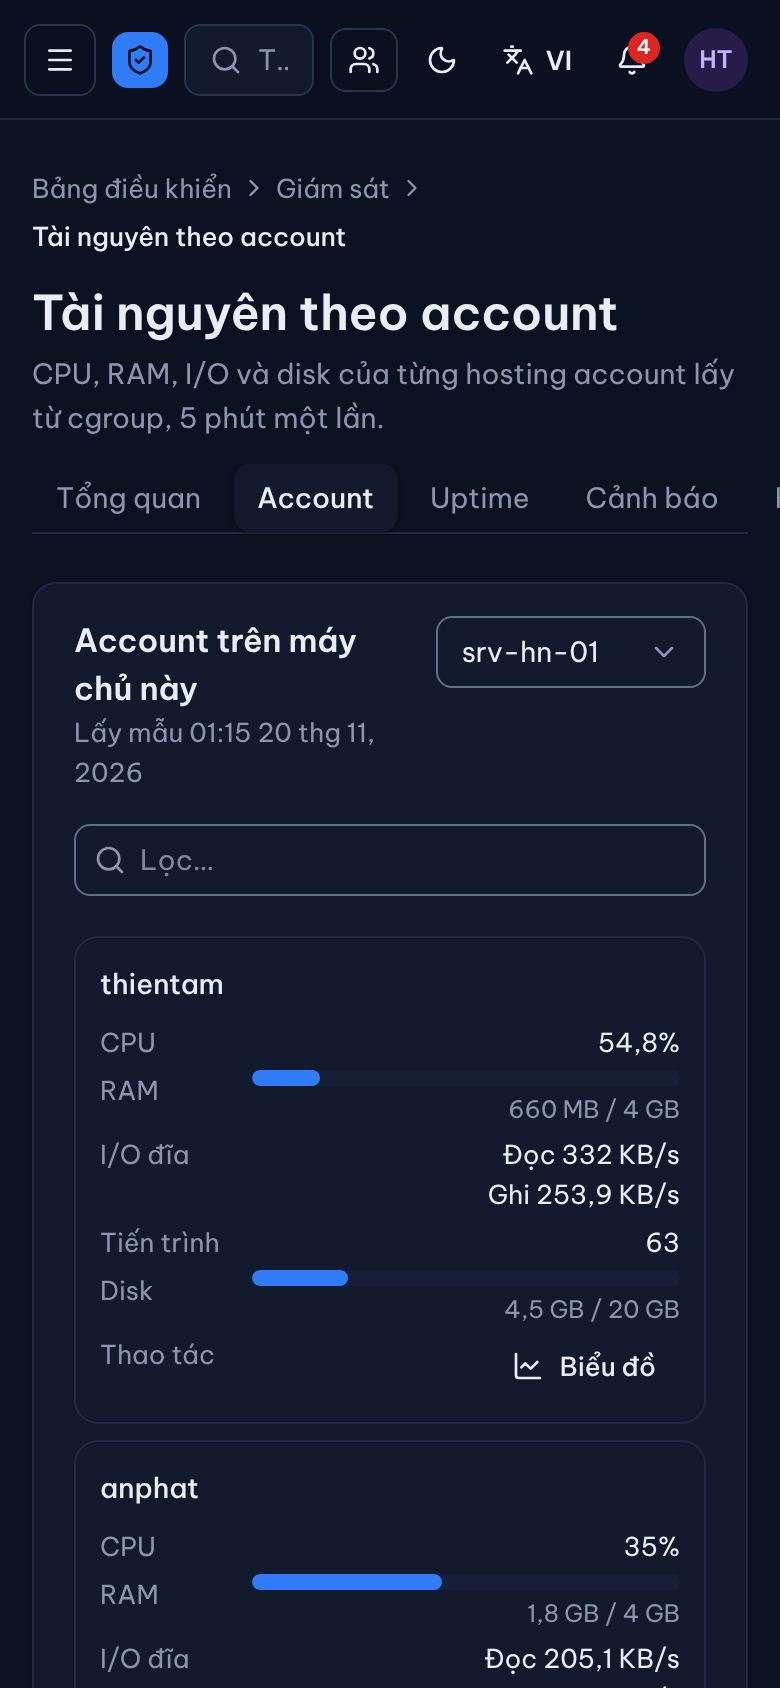 T..
VI
4
HT
Bảng điều khiển > Giám sát >
Tài nguyên theo account
Tài nguyên theo account
CPU, RAM, I/O và disk của từng hosting account lấy
từ cgroup, 5 phút một lần.
Tổng quan Account Uptime Cảnh báo
Account trên máy
chủ này
srv-hn-01
Lấy mẫu 01:15 20 thg 11,
2026
Lọc...
thientam
CPU 54,8%
RAM
660 MB / 4 GB
I/O đĩa Đọc 332 KB/s
Ghi 253,9 KB/s
Tiến trình 63
Disk
4,5 GB / 20 GB
Thao tác Biểu đồ
anphat
CPU 35%
RAM
1,8 GB / 4 GB
I/O đĩa Đọc 205,1 KB/s